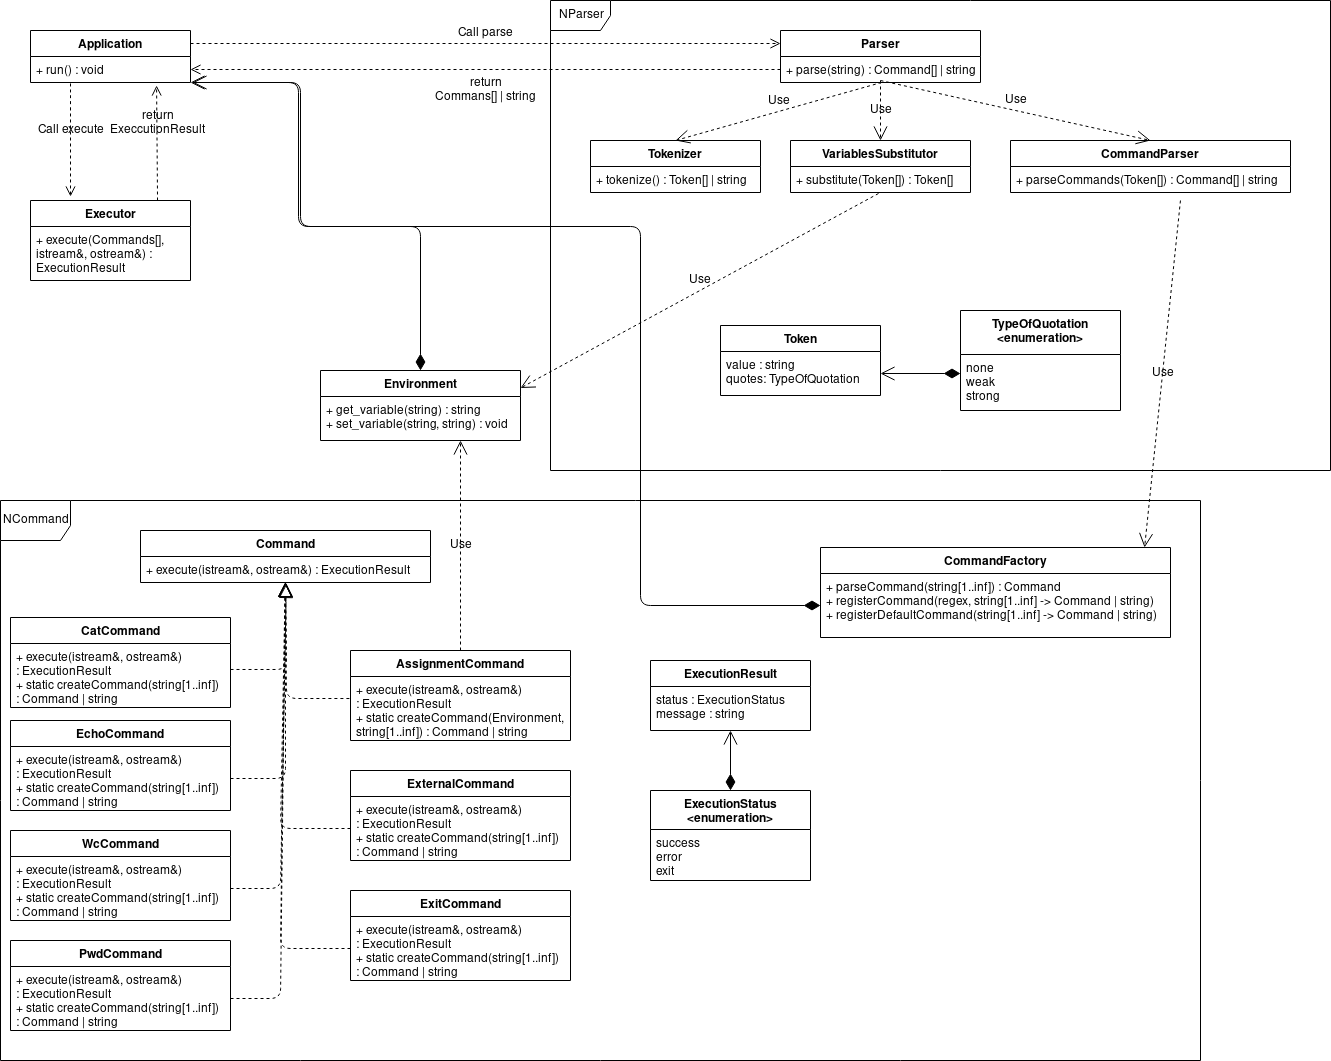 NParser
Application
+ run() : void
Call parse
return
Commans[] | string
Parser
+ parse(string) : Command[] | string
Use
Use
Use
Call execute
return
ExeccutionResult
Tokenizer
+ tokenize() : Token[] | string
VariablesSubstitutor
+ substitute(Token[]) : Token[]
CommandParser
+ parseCommands(Token[]) : Command[] | string
Executor
+ execute(Commands[],
istream&, ostream&) :
ExecutionResult
Use
Token
value : string
quotes: TypeOfQuotation
TypeOfQuotation
<enumeration>
none
weak
strong
Use
Environment
+ get_variable(string) : string
+ set_variable(string, string) : void
NCommand
Command
+ execute(istream&, ostream&) : ExecutionResult
Use
CommandFactory
+ parseCommand(string[1..inf]) : Command
+ registerCommand(regex, string[1..inf] -> Command | string)
+ registerDefaultCommand(string[1..inf] -> Command | string)
CatCommand
+ execute(istream&, ostream&)
: ExecutionResult
+ static createCommand(string[1..inf])
: Command | string
AssignmentCommand
+ execute(istream&, ostream&)
: ExecutionResult
+ static createCommand(Environment,
string[1..inf]) : Command | string
ExecutionResult
status : ExecutionStatus
message : string
EchoCommand
+ execute(istream&, ostream&)
: ExecutionResult
+ static createCommand(string[1..inf])
: Command | string
ExternalCommand
+ execute(istream&, ostream&)
: ExecutionResult
+ static createCommand(string[1..inf])
: Command | string
ExecutionStatus
<enumeration>
success
error
exit
WcCommand
+ execute(istream&, ostream&)
: ExecutionResult
+ static createCommand(string[1..inf])
: Command | string
ExitCommand
+ execute(istream&, ostream&)
: ExecutionResult
+ static createCommand(string[1..inf])
: Command | string
PwdCommand
+ execute(istream&, ostream&)
: ExecutionResult
+ static createCommand(string[1..inf])
: Command | string